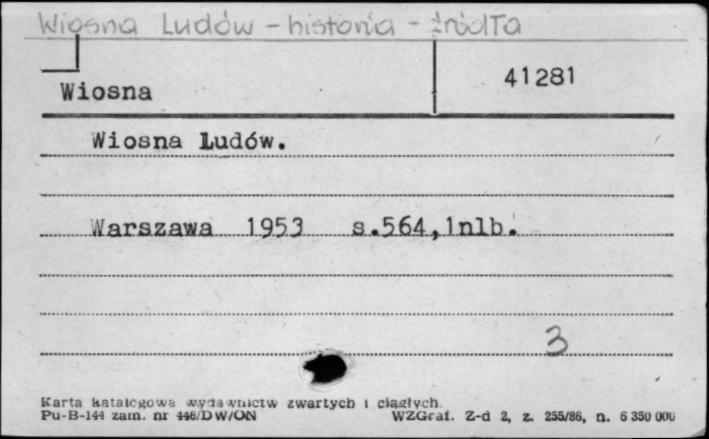 Wiosna Ludów - historia - źródła
41281
Wiosna
Wiosna Ludów.
Warszawa 1953 s.564,1nlb.
3
Karta katalogowa wydawnictw zwartych i ciągłych.
Pu-B-144 zam. nr 446/DW/ON WZGraf. Z-d 2, z. 255/86, n. 6 350 000